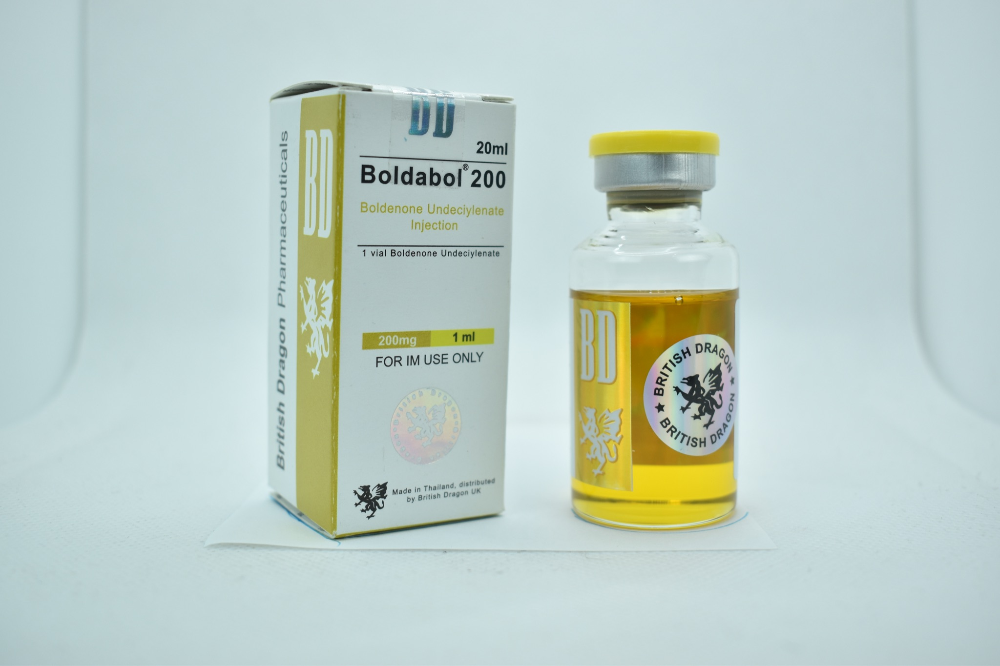 British Dragon Pharmaceuticals
BD
BD
20ml
Boldabol® 200
Boldenone Undeciylenate
Injection
1 vial Boldenone Undeciylenate
200mg 1 ml
FOR IM USE ONLY
British Dragon
Made in Thailand, distributed
by British Dragon UK
BD
BRITISH DRAGON
BRITISH DRAGON